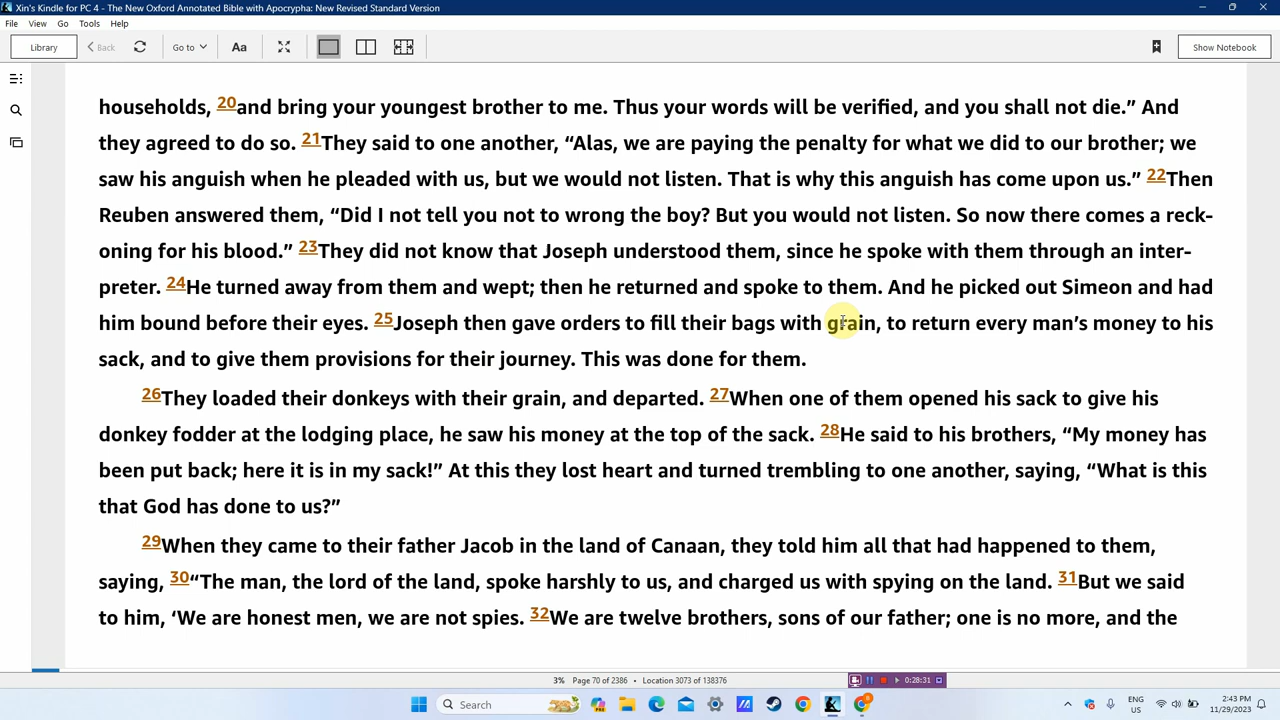 Xin's Kindle for PC 4 - The New Oxford Annotated Bible with Apocrypha: New Revised Standard Version
File View Go Tools Help
Library Back Go to Aa Show Notebook
households, 20and bring your youngest brother to me. Thus your words will be verified, and you shall not die.” And
they agreed to do so. 21They said to one another, “Alas, we are paying the penalty for what we did to our brother; we
saw his anguish when he pleaded with us, but we would not listen. That is why this anguish has come upon us.” 22Then
Reuben answered them, “Did I not tell you not to wrong the boy? But you would not listen. So now there comes a reck-
oning for his blood.” 23They did not know that Joseph understood them, since he spoke with them through an inter-
preter. 24He turned away from them and wept; then he returned and spoke to them. And he picked out Simeon and had
him bound before their eyes. 25Joseph then gave orders to fill their bags with grain, to return every man’s money to his
sack, and to give them provisions for their journey. This was done for them.
26They loaded their donkeys with their grain, and departed. 27When one of them opened his sack to give his
donkey fodder at the lodging place, he saw his money at the top of the sack. 28He said to his brothers, “My money has
been put back; here it is in my sack!” At this they lost heart and turned trembling to one another, saying, “What is this
that God has done to us?”
29When they came to their father Jacob in the land of Canaan, they told him all that had happened to them,
saying, 30“The man, the lord of the land, spoke harshly to us, and charged us with spying on the land. 31But we said
to him, ‘We are honest men, we are not spies. 32We are twelve brothers, sons of our father; one is no more, and the
3% Page 70 of 2386 • Location 3073 of 138376 0:28:31
Search ENG 2:43 PM
US 11/29/2023